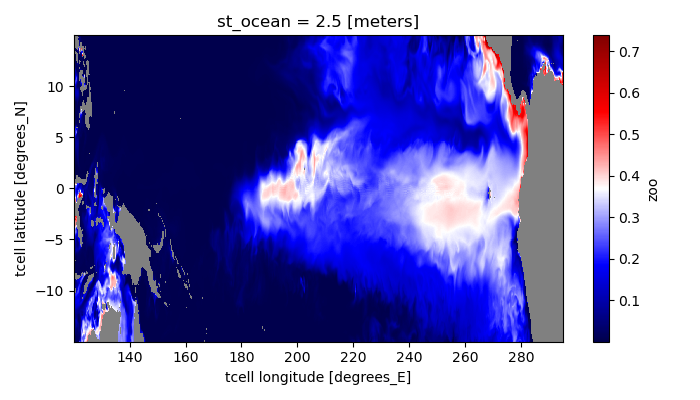 st_ocean = 2.5 [meters]
10
5
0
−5
−10
tcell latitude [degrees_N]
140 160 180 200 220 240 260 280
tcell longitude [degrees_E]
0.7
0.6
0.5
0.4
0.3
0.2
0.1
zoo